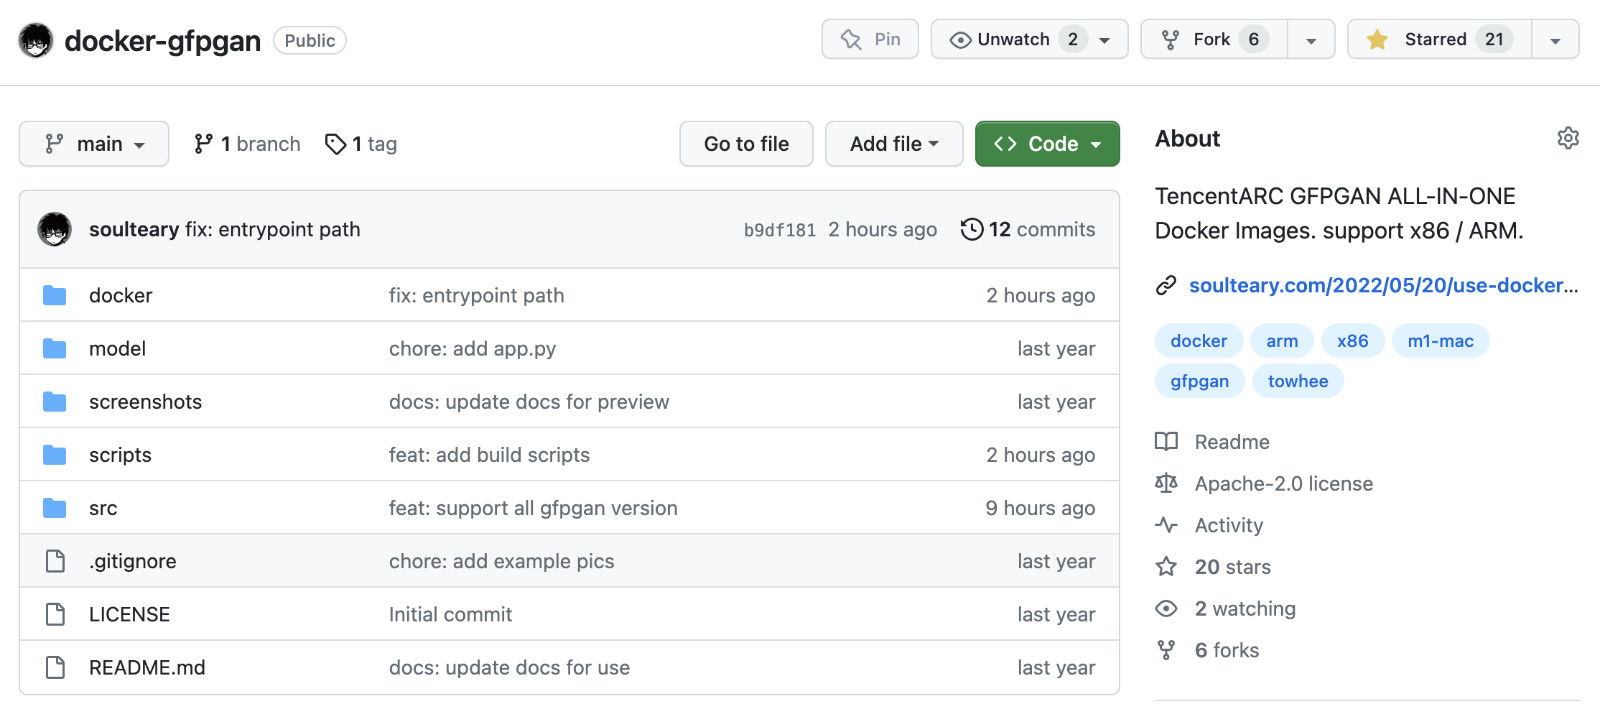 docker-gfpgan Public Pin Unwatch 2 Fork 6 Starred 21
main 1 branch 1 tag Go to file Add file <> Code
soulteary fix: entrypoint path b9df181 2 hours ago 12 commits
docker fix: entrypoint path 2 hours ago
model chore: add app.py last year
screenshots docs: update docs for preview last year
scripts feat: add build scripts 2 hours ago
src feat: support all gfpgan version 9 hours ago
.gitignore chore: add example pics last year
LICENSE Initial commit last year
README.md docs: update docs for use last year
About
TencentARC GFPGAN ALL-IN-ONE
Docker Images. support x86 / ARM.
soulteary.com/2022/05/20/use-docker...
docker arm x86 m1-mac
gfpgan towhee
Readme
Apache-2.0 license
Activity
20 stars
2 watching
6 forks